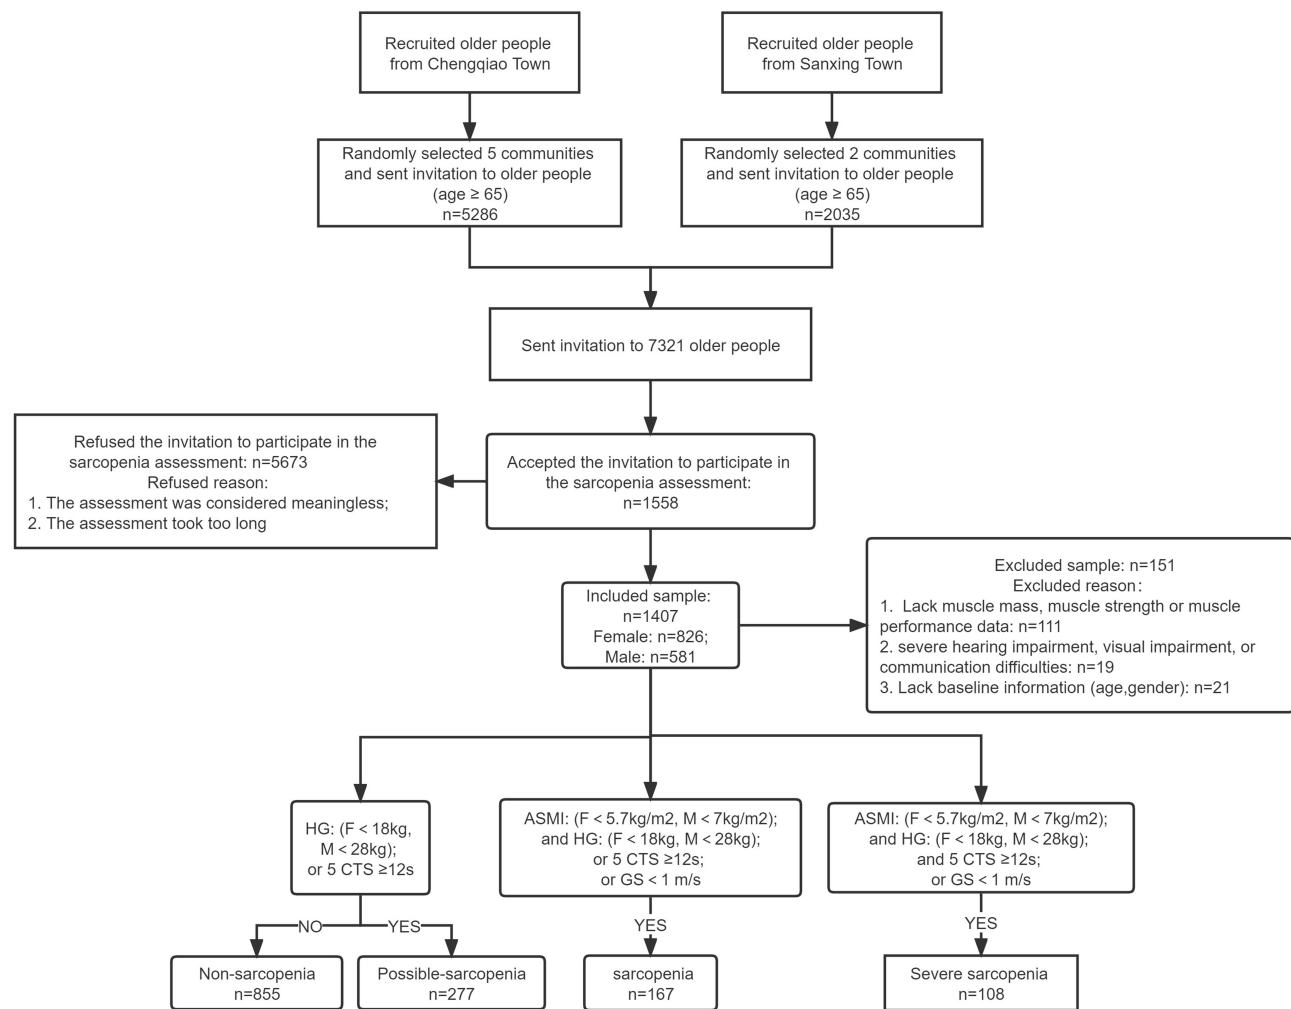 Recruited older people
from Chengqiao Town
Recruited older people
from Sanxing Town
Randomly selected 5 communities
and sent invitation to older people
(age ≥ 65)
n=5286
Randomly selected 2 communities
and sent invitation to older people
(age ≥ 65)
n=2035
Sent invitation to 7321 older people
Refused the invitation to participate in the
sarcopenia assessment: n=5673
Refused reason:
1. The assessment was considered meaningless;
2. The assessment took too long
Accepted the invitation to participate in
the sarcopenia assessment:
n=1558
Included sample:
n=1407
Female: n=826;
Male: n=581
Excluded sample: n=151
Excluded reason:
1. Lack muscle mass, muscle strength or muscle
performance data: n=111
2. severe hearing impairment, visual impairment, or
communication difficulties: n=19
3. Lack baseline information (age,gender): n=21
HG: (F < 18kg,
M < 28kg);
or 5 CTS ≥12s
ASMI: (F < 5.7kg/m2, M < 7kg/m2);
and HG: (F < 18kg, M < 28kg);
or 5 CTS ≥12s;
or GS < 1 m/s
ASMI: (F < 5.7kg/m2, M < 7kg/m2);
and HG: (F < 18kg, M < 28kg);
and 5 CTS ≥12s;
or GS < 1 m/s
NO
YES
YES
YES
Non-sarcopenia
n=855
Possible-sarcopenia
n=277
sarcopenia
n=167
Severe sarcopenia
n=108